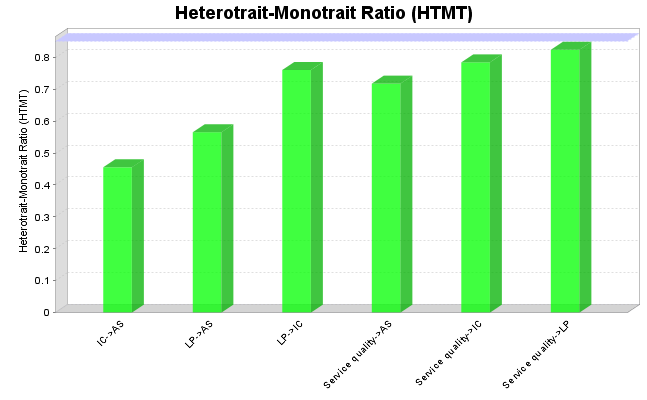 Heterotrait-Monotrait Ratio (HTMT)
Heterotrait-Monotrait Ratio (HTMT)
0.8
0.7
0.6
0.5
0.4
0.3
0.2
0.1
0
IC->AS
LP->AS
LP->IC
Service quality->AS
Service quality->IC
Service quality->LP